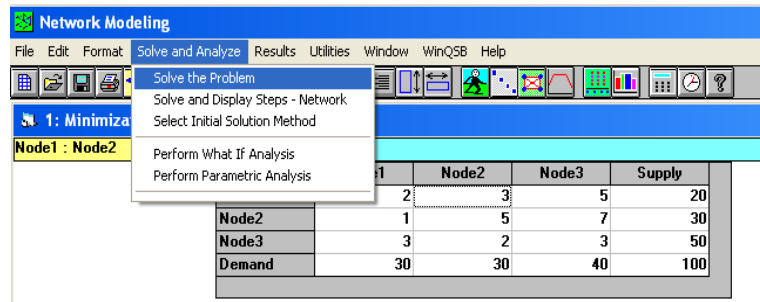 Network Modeling
File Edit Format Solve and Analyze Results Utilities Window WinQSB Help
Solve the Problem
Solve and Display Steps - Network
Select Initial Solution Method
Perform What If Analysis
Perform Parametric Analysis
1: Minimiza
Node1 : Node2
e1 Node2 Node3 Supply
2 3 5 20
Node2 1 5 7 30
Node3 3 2 3 50
Demand 30 30 40 100